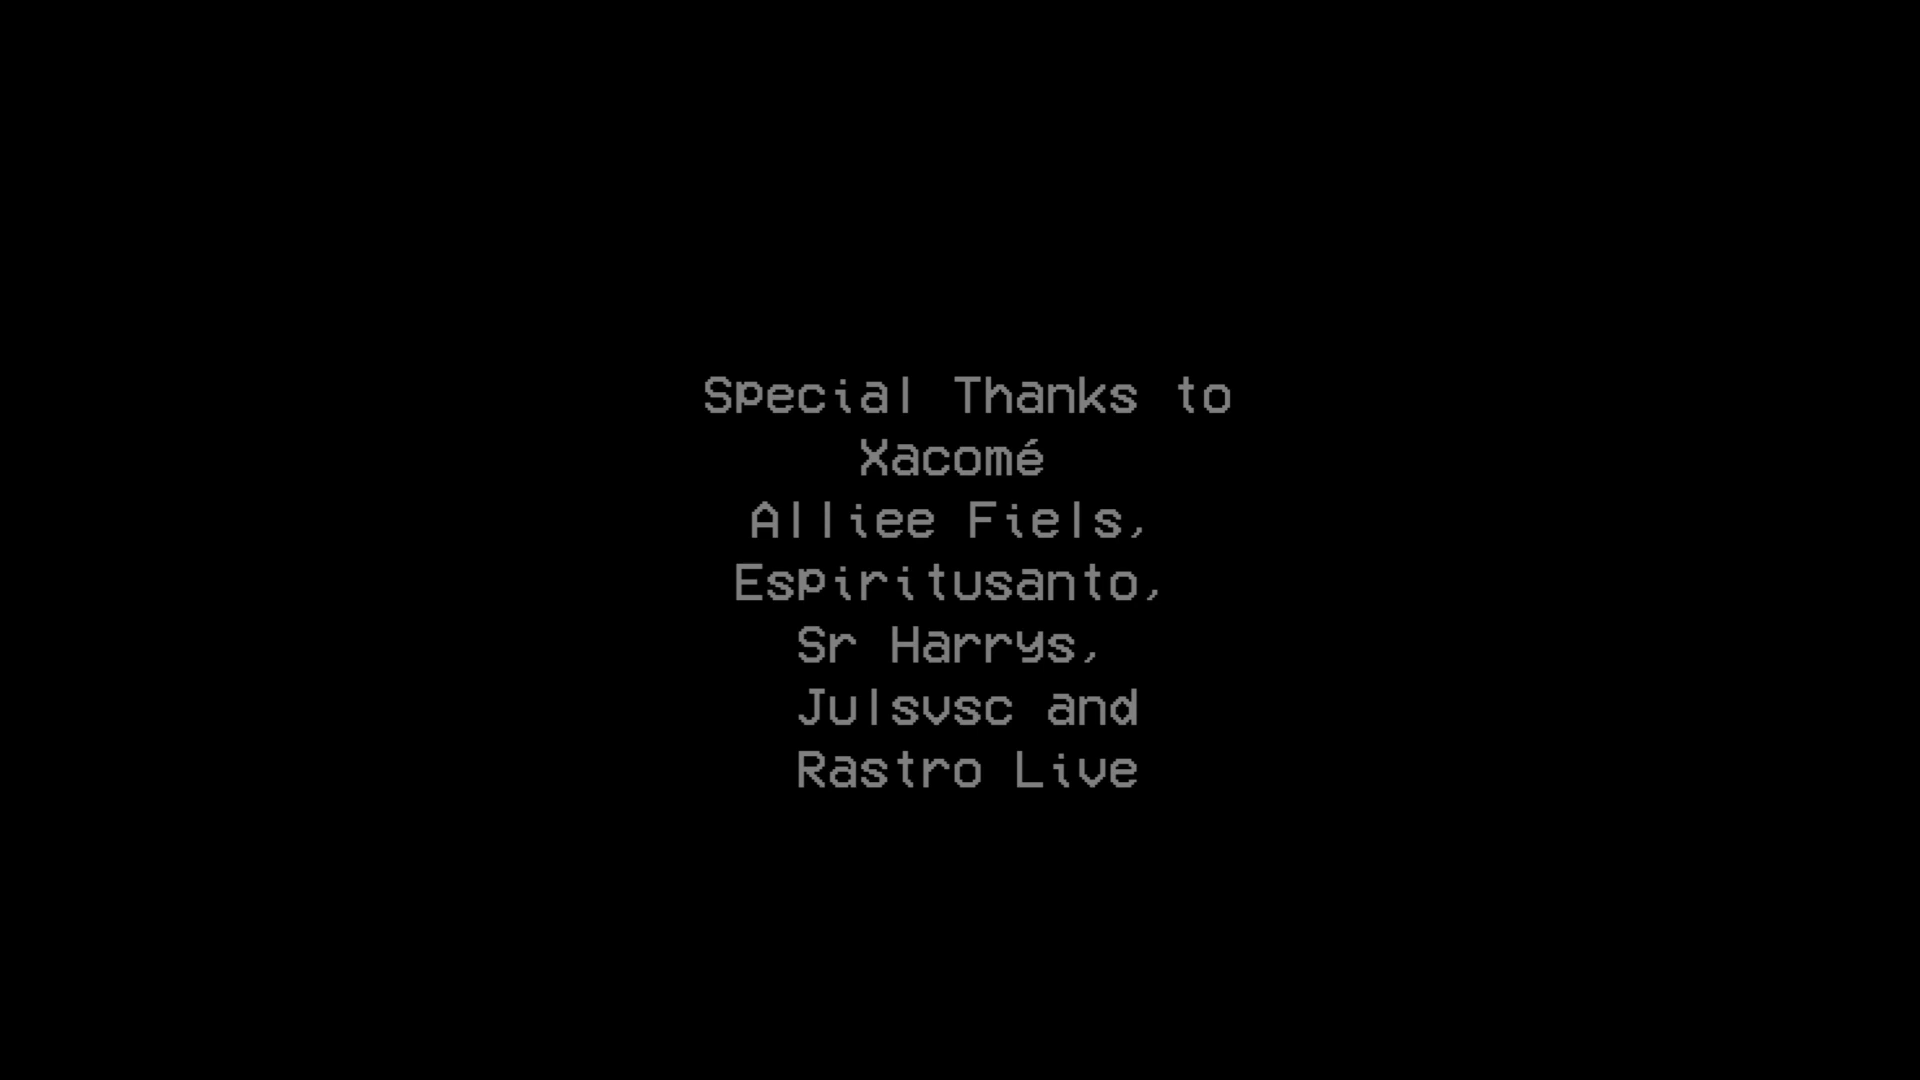 Special Thanks to
Xacomé
Alliee Fiels,
Espiritusanto,
Sr Harrys,
Julsvsc and
Rastro Live